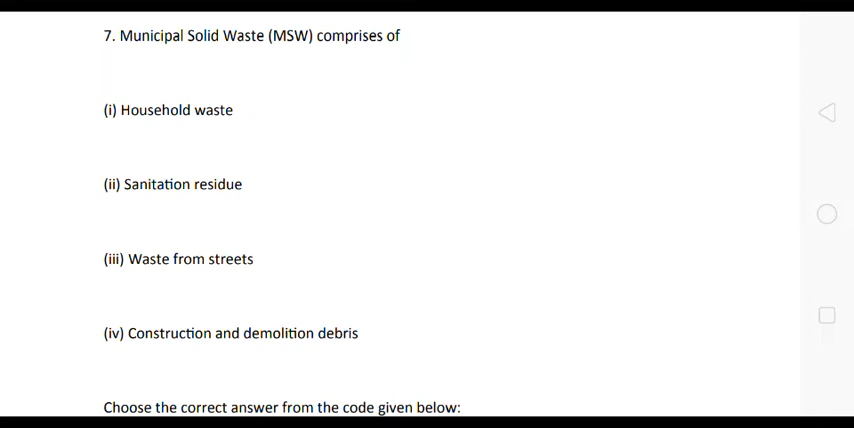 7. Municipal Solid Waste (MSW) comprises of
(i) Household waste
(ii) Sanitation residue
(iii) Waste from streets
(iv) Construction and demolition debris
Choose the correct answer from the code given below: